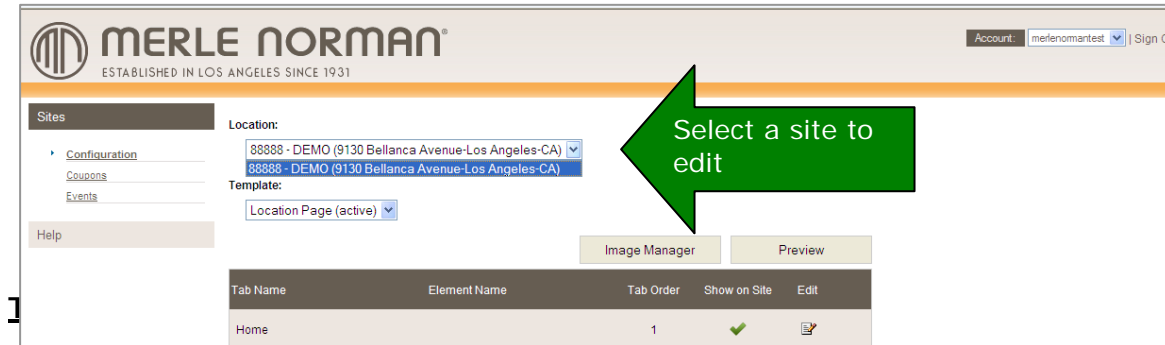 MERLE NORMAN®
ESTABLISHED IN LOS ANGELES SINCE 1931
Account: merlenormantest | Sign
Sites
Configuration
Coupons
Events
Help
Location:
88888 - DEMO (9130 Bellanca Avenue-Los Angeles-CA)
88888 - DEMO (9130 Bellanca Avenue-Los Angeles-CA)
Template:
Location Page (active)
Select a site to
edit
Image Manager Preview
Tab Name Element Name Tab Order Show on Site Edit
Home 1